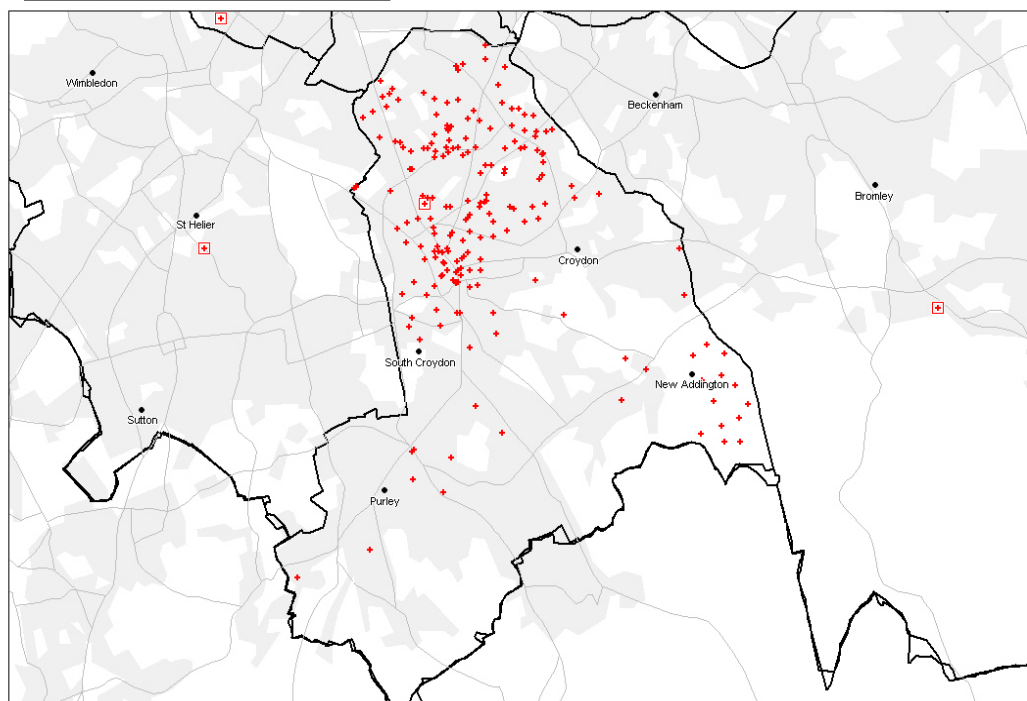 Wimbledon
Beckenham
Bromley
St Helier
Croydon
South Croydon
New Addington
Sutton
Purley